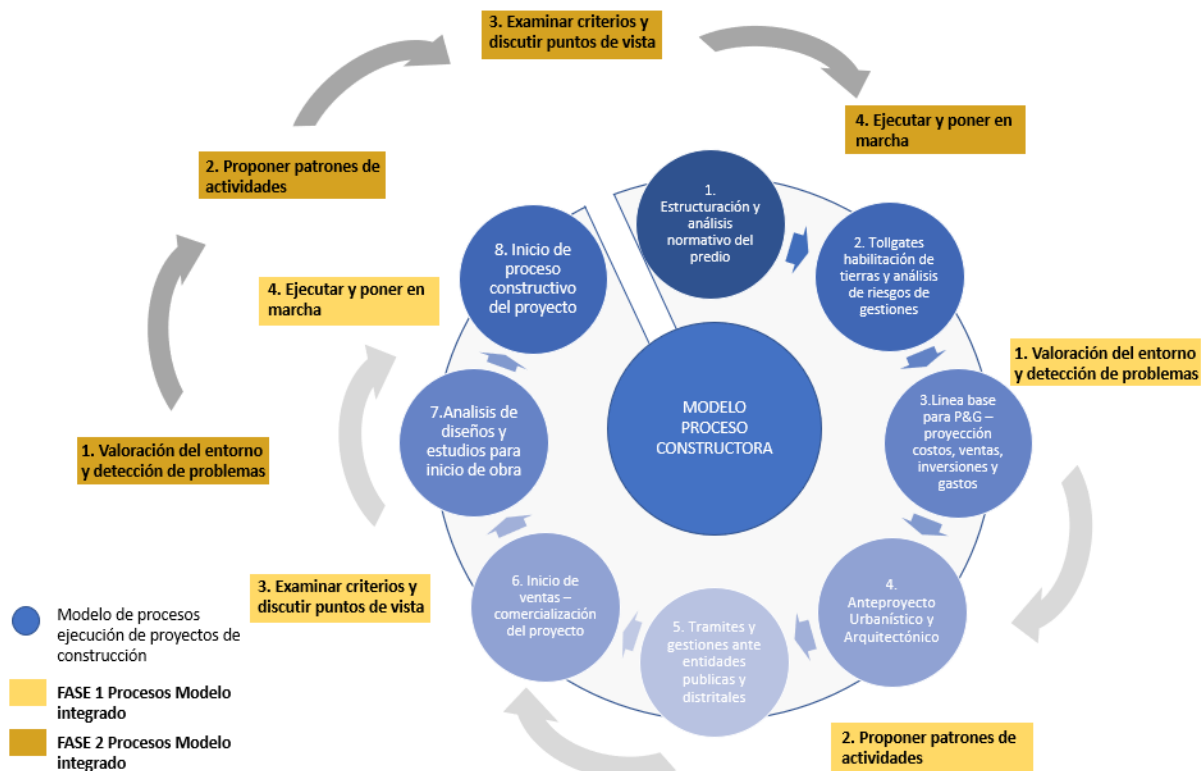 3. Examinar criterios y
discutir puntos de vista
4. Ejecutar y poner en
marcha
2. Proponer patrones de
actividades
1. Valoración del entorno
y detección de problemas
1.
Estructuración y
análisis
normativo del
predio
2. Tollgates
habilitación de
tierras y análisis
de riesgos de
gestiones
3.Linea base
para P&G –
proyección
costos, ventas,
inversiones y
gastos
4.
Anteproyecto
Urbanístico y
Arquitectónico
5. Tramites y
gestiones ante
entidades
publicas y
distritales
6. Inicio de
ventas –
comercialización
del proyecto
7.Analisis de
diseños y
estudios para
inicio de obra
8. Inicio de
proceso
constructivo
del proyecto
MODELO
PROCESO
CONSTRUCTORA
1. Valoración del entorno
y detección de problemas
2. Proponer patrones de
actividades
3. Examinar criterios y
discutir puntos de vista
4. Ejecutar y poner en
marcha
Modelo de procesos
ejecución de proyectos de
construcción
FASE 1 Procesos Modelo
integrado
FASE 2 Procesos Modelo
integrado